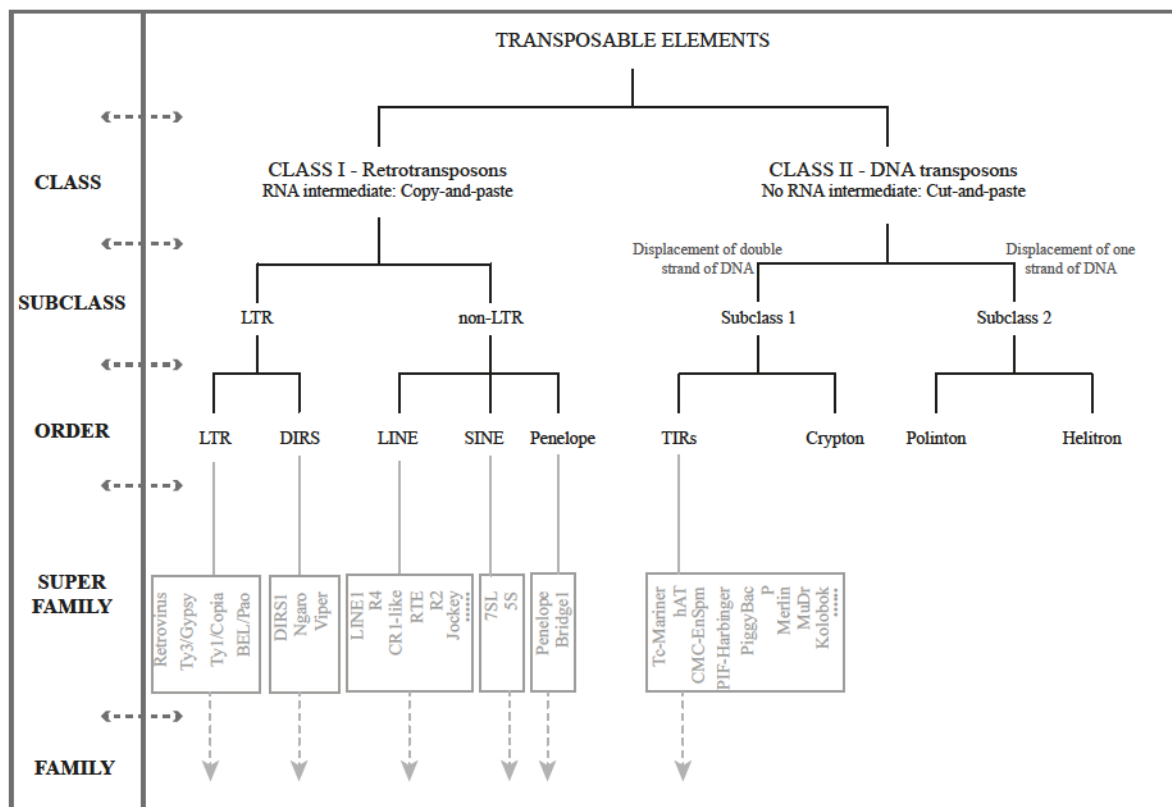 TRANSPOSABLE ELEMENTS
CLASS
CLASS I - Retrotransposons
RNA intermediate: Copy-and-paste
CLASS II - DNA transposons
No RNA intermediate: Cut-and-paste
Displacement of double
strand of DNA
Displacement of one
strand of DNA
SUBCLASS
LTR
non-LTR
Subclass 1
Subclass 2
ORDER
LTR
DIRS
LINE
SINE
Penelope
TIRs
Crypton
Polinton
Helitron
SUPER
FAMILY
Retrovirus
Ty3/Gypsy
Ty1/Copia
BEL/Pao
DIRS1
Ngaro
Viper
LINE1
R4
CR1-like
RTE
R2
Jockey
......
7SL
5S
Penelope
Bridge1
Tc-Mariner
hAT
CMC-EnSpm
PIF-Harbinger
PiggyBac
P
Merlin
MuDr
Kolobok
......
FAMILY